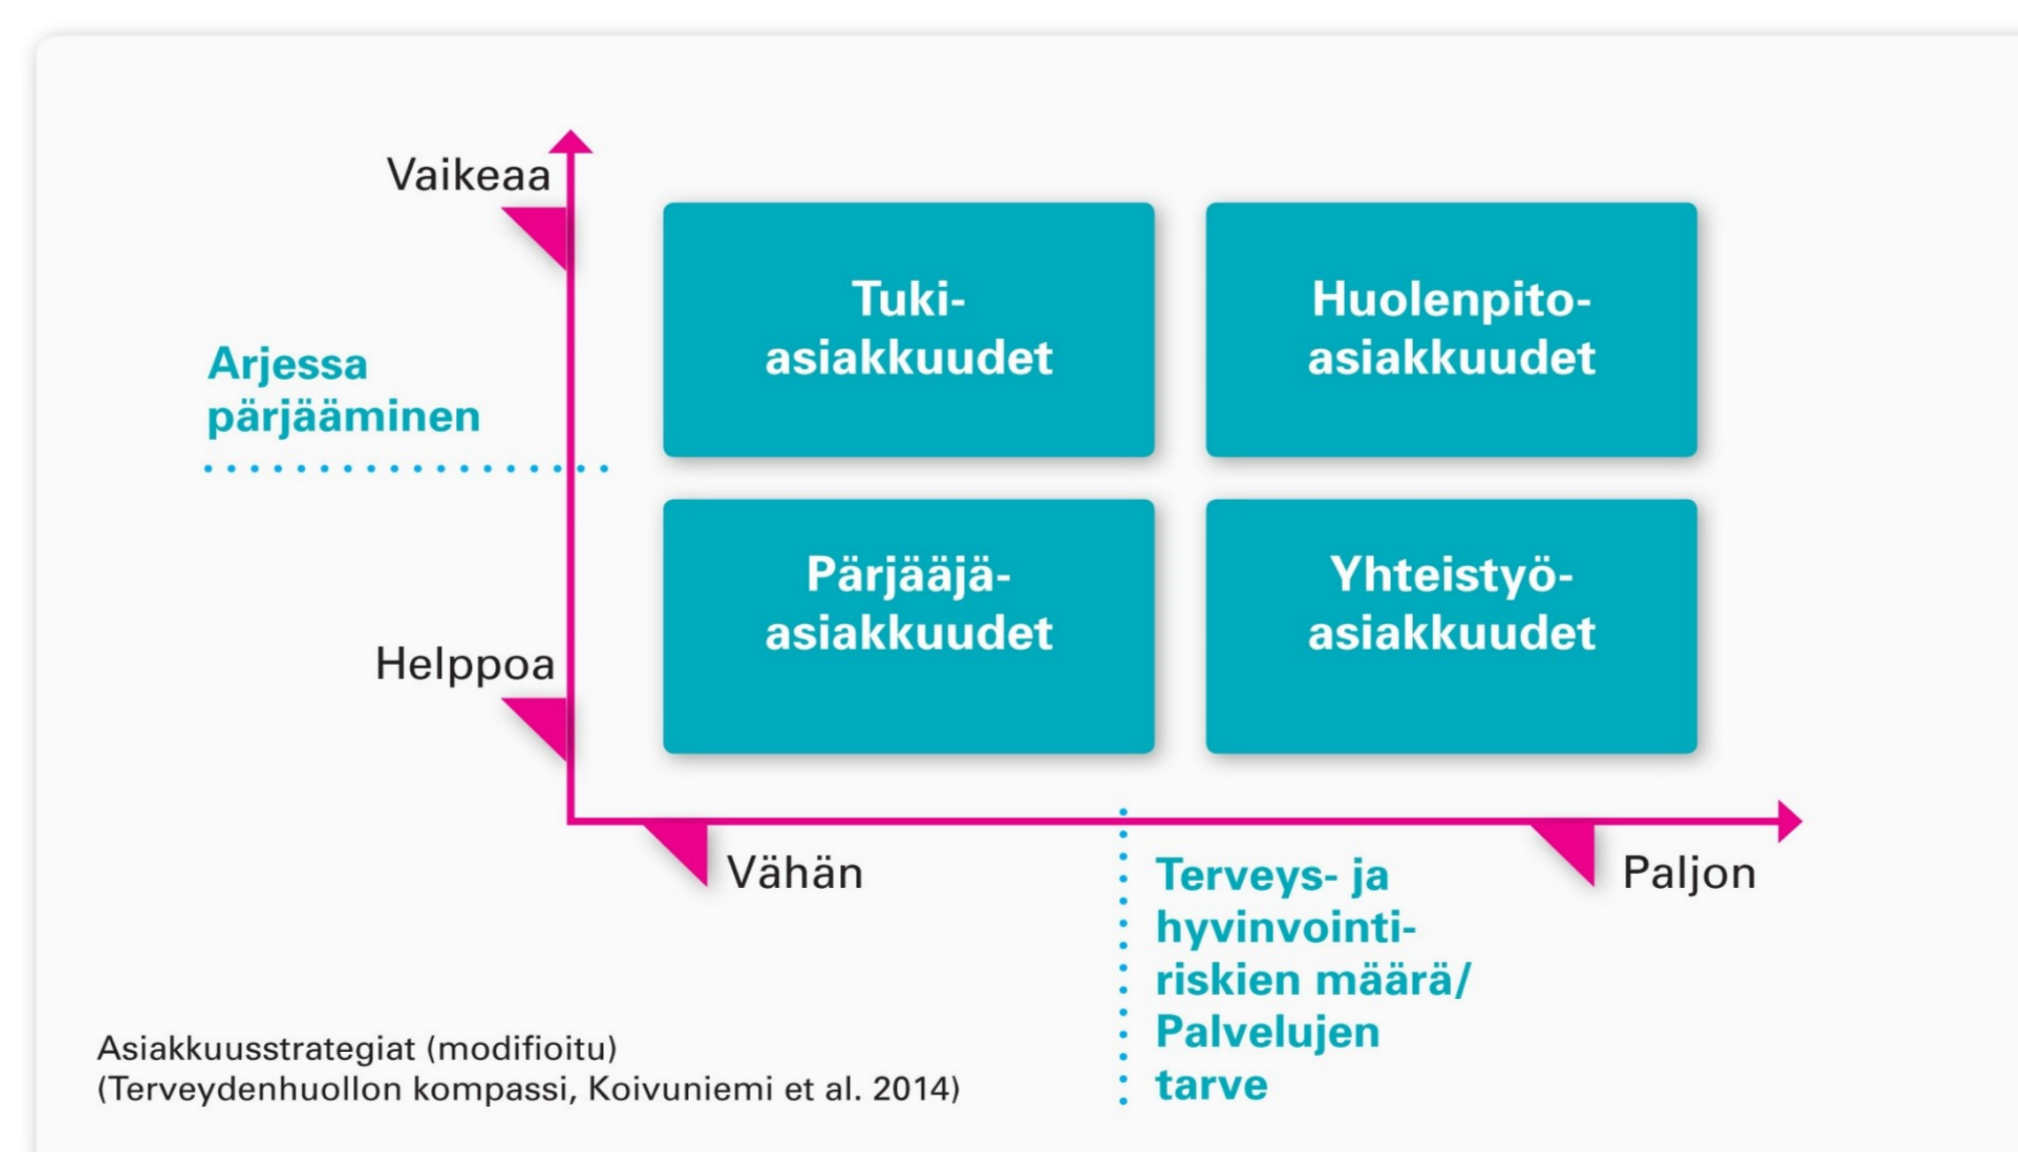 Vaikeaa
Tuki-
asiakkuudet
Huolenpito-
asiakkuudet
Arjessa
pärjääminen
Pärjääjä-
asiakkuudet
Yhteistyö-
asiakkuudet
Helppoa
Vähän
Terveys- ja
hyvinvointi-
riskien määrä/
Palvelujen
tarve
Paljon
Asiakkuusstrategiat (modifioitu)
(Terveydenhuollon kompassi, Koivuniemi et al. 2014)